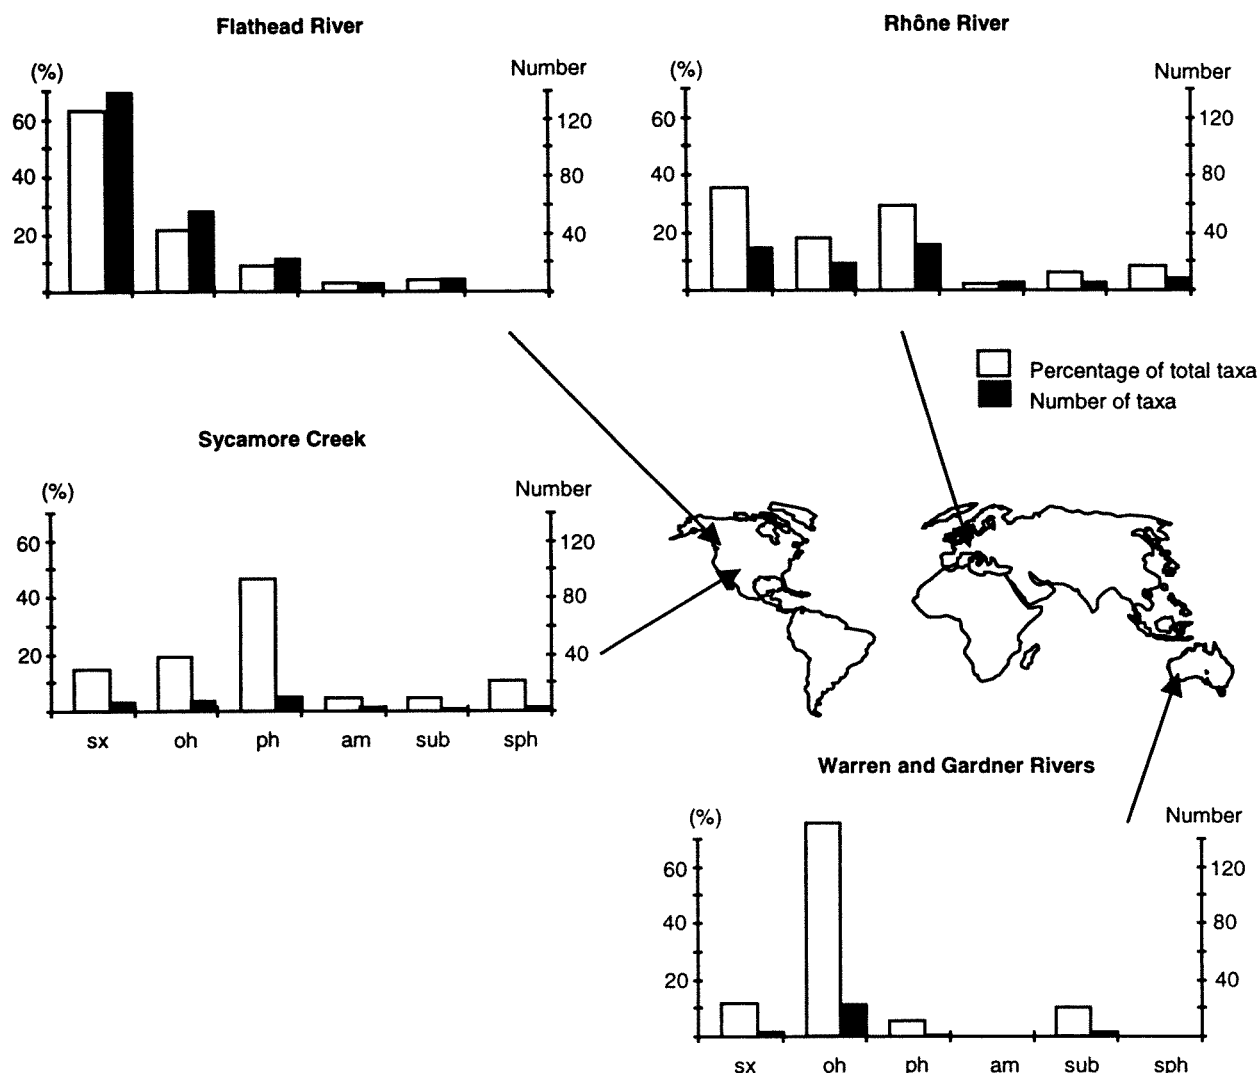 Flathead River
(%)
Number
60
40
20
120
80
40
Rhône River
(%)
Number
60
40
20
120
80
40
Percentage of total taxa
Number of taxa
Sycamore Creek
(%)
Number
60
40
20
120
80
40
sx oh ph am sub sph
Warren and Gardner Rivers
(%)
Number
60
40
20
120
80
40
sx oh ph am sub sph